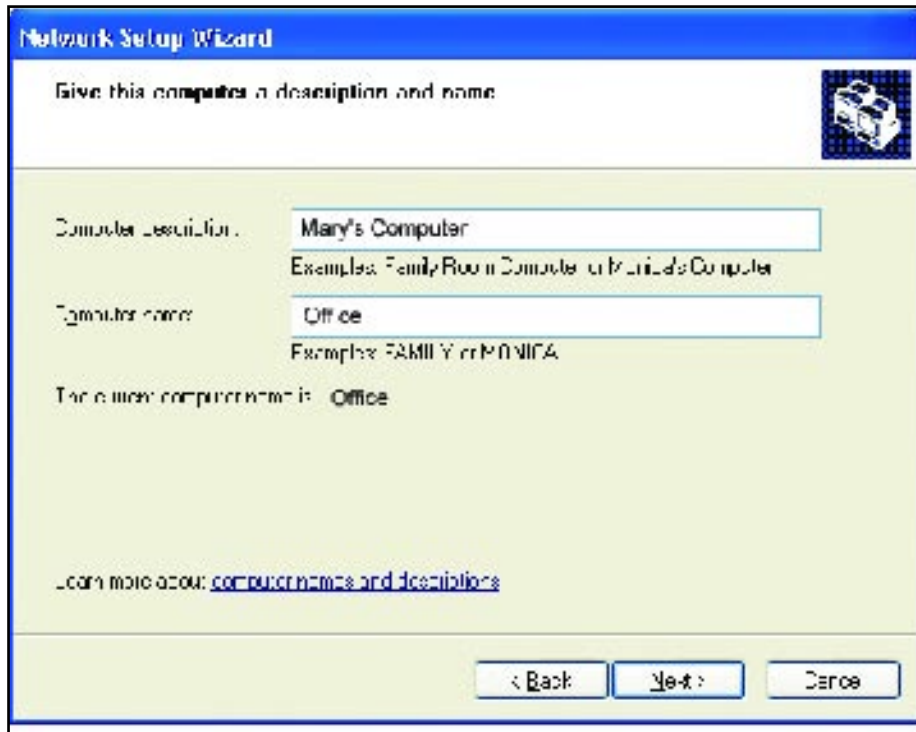 Network Setup Wizard
Give this computer a description and name
Computer description:
Mary's Computer
Examples: Family Room Computer or Monica's Computer
Computer name:
Office
Examples: FAMILY or MONICA
The current computer name is Office
Learn more about computer names and descriptions
< Back
Next >
Cancel